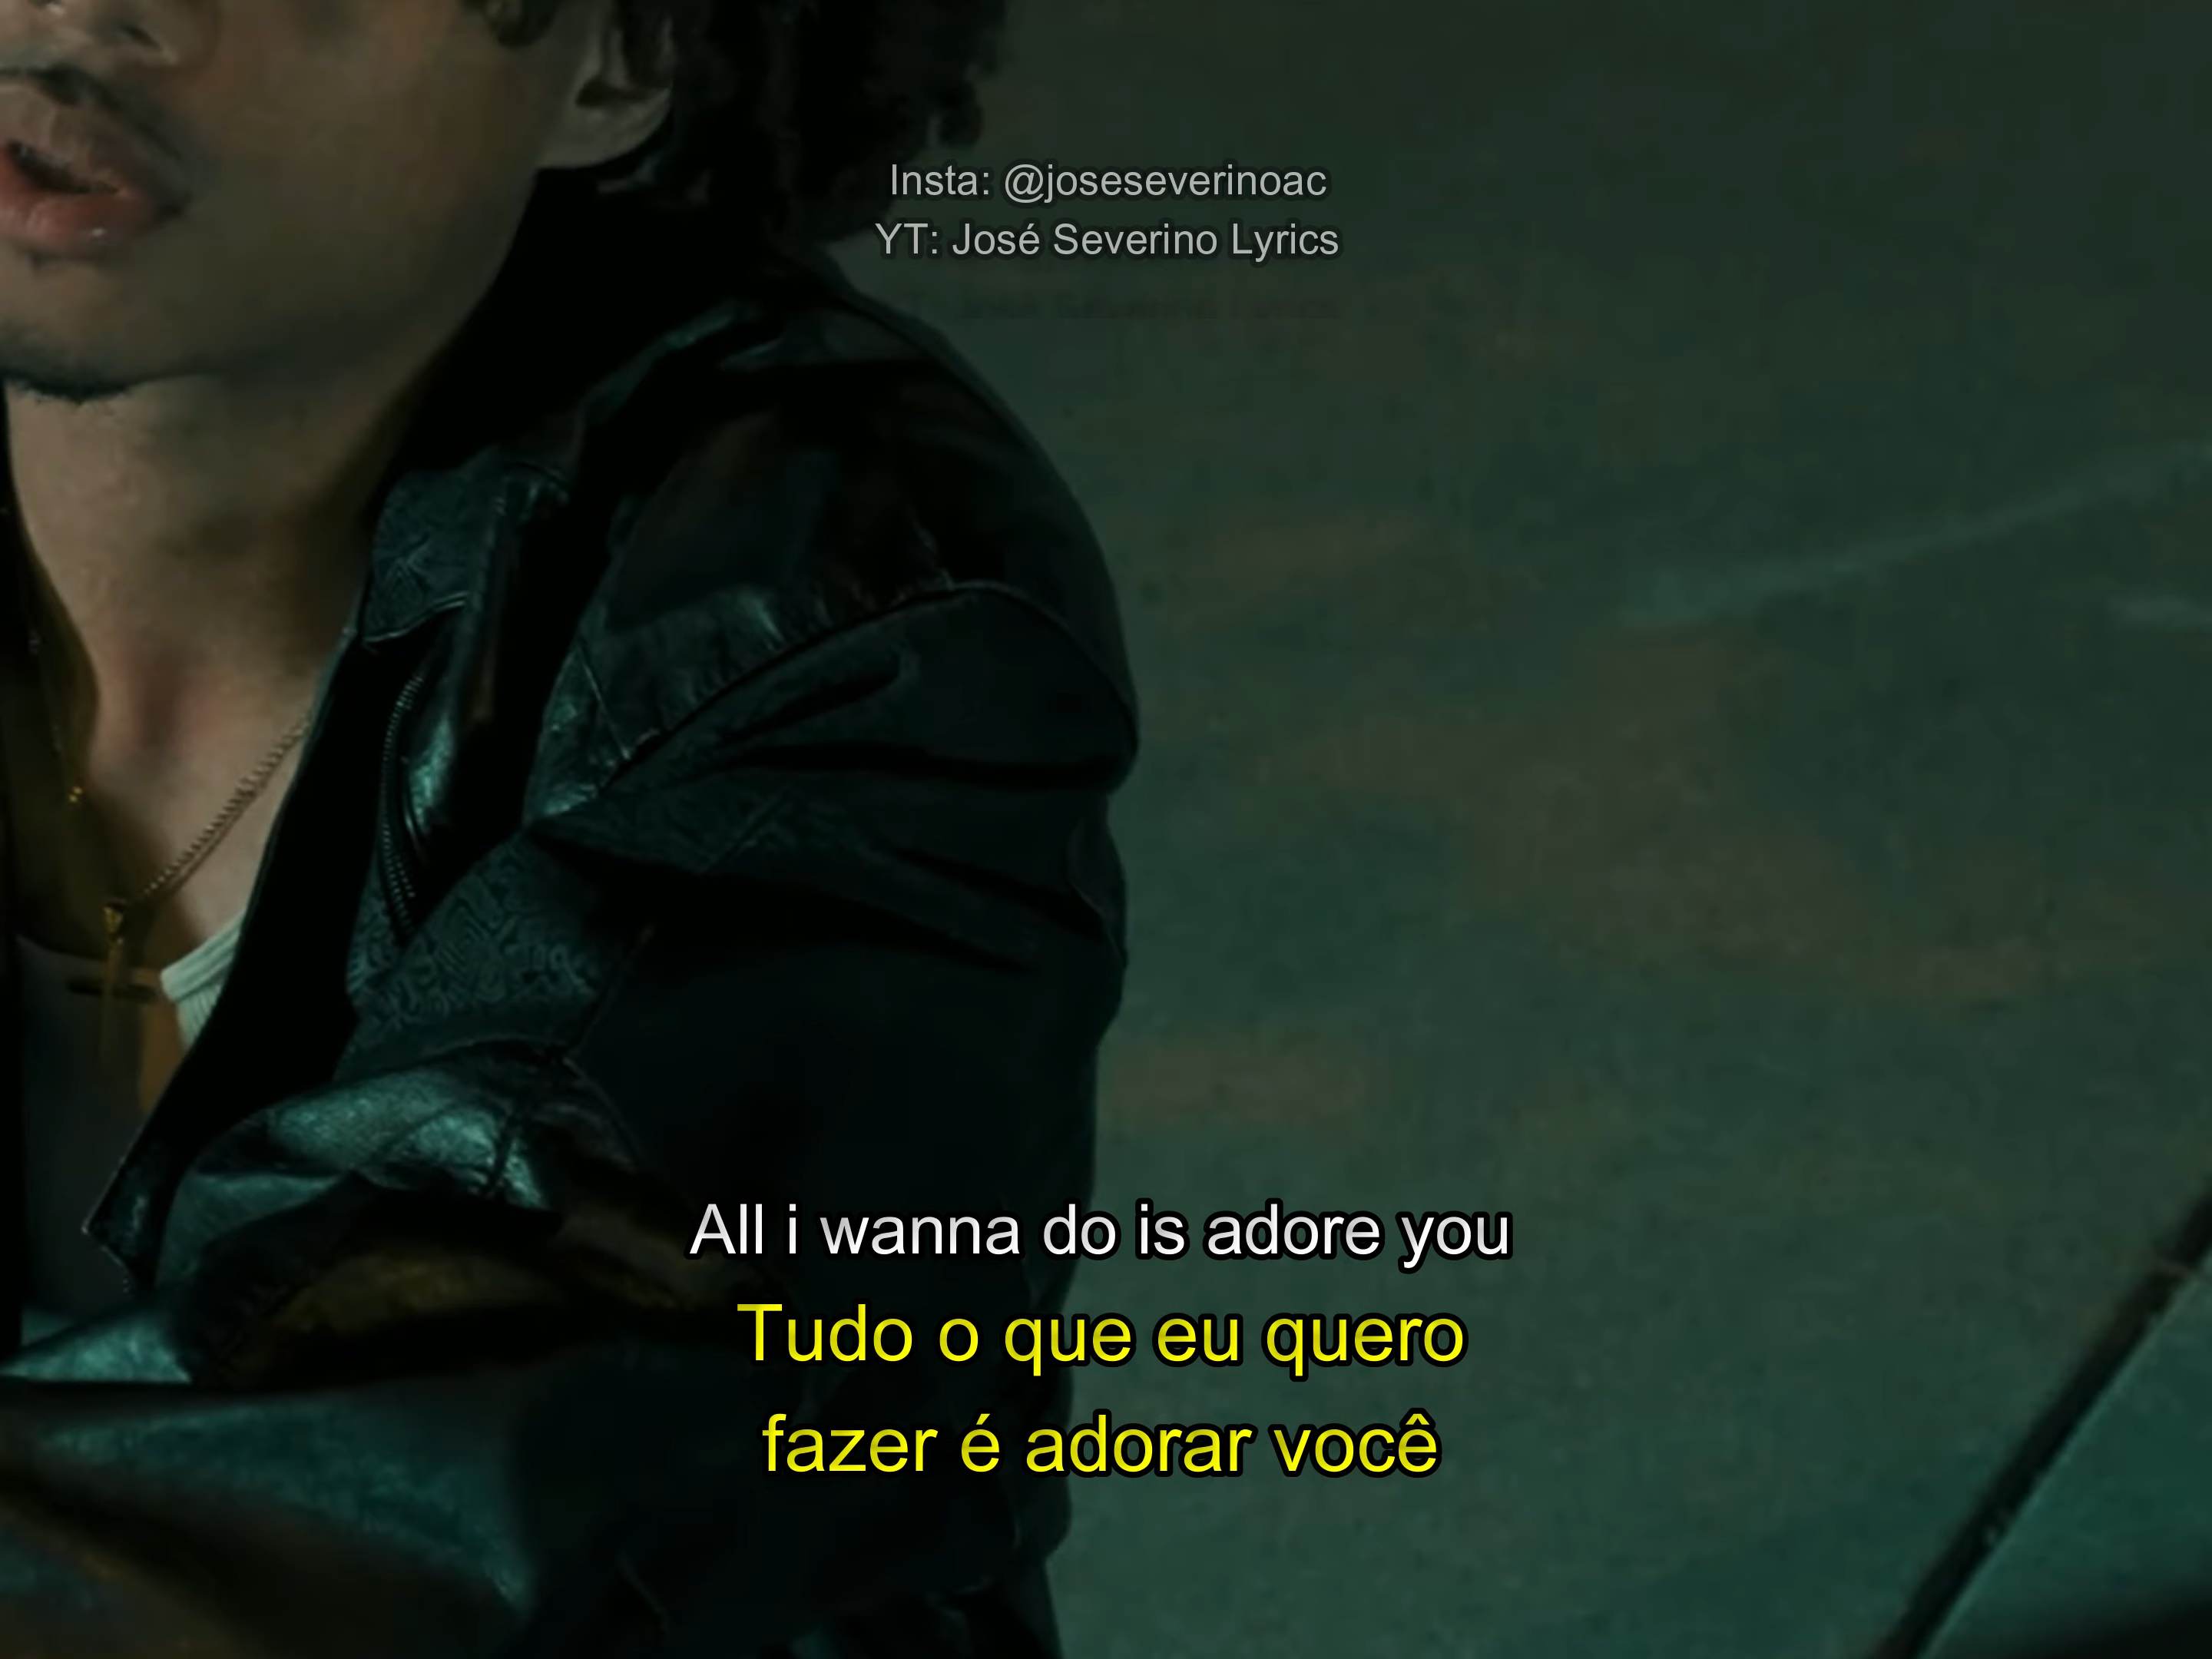 Insta: @joseseverinoac
YT: José Severino Lyrics
All i wanna do is adore you
Tudo o que eu quero
fazer é adorar você